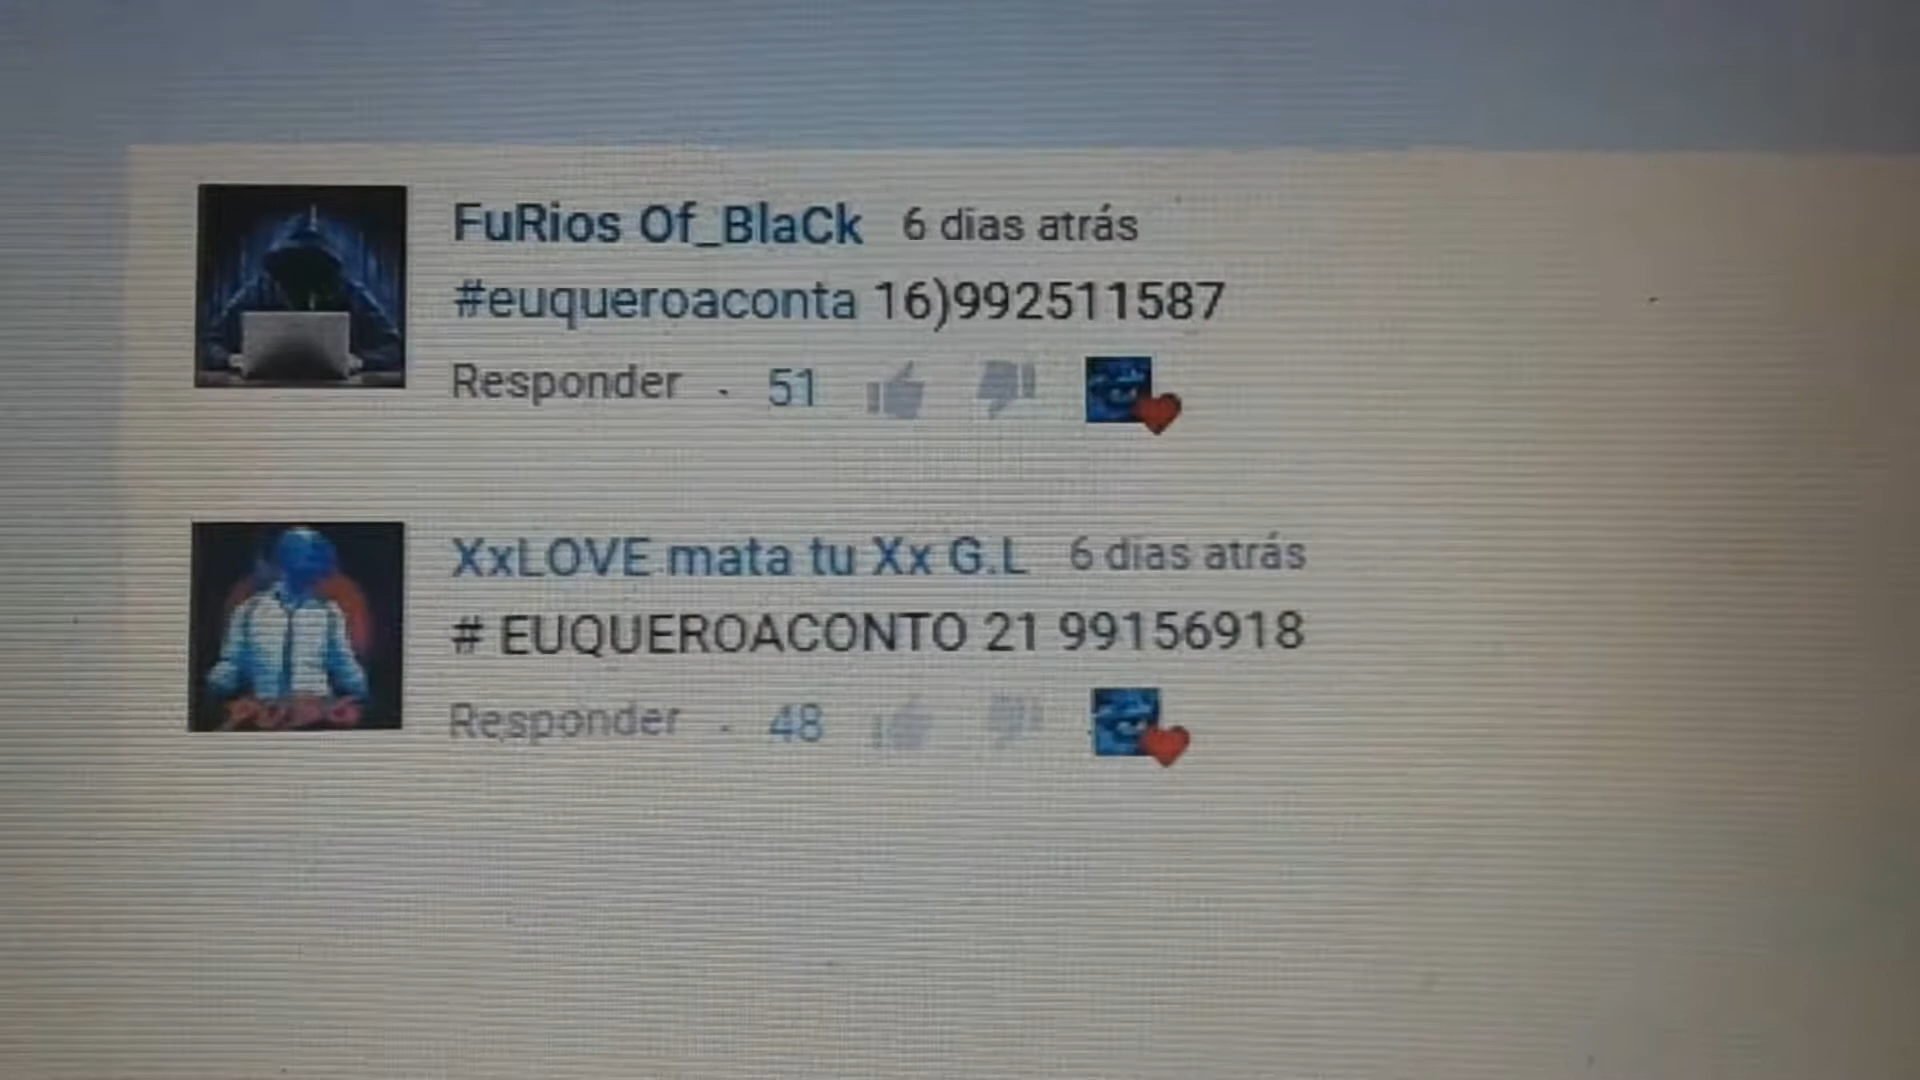 FuRios Of_BlaCk 6 dias atrás
#euqueroaconta 16)992511587
Responder · 51
XxLOVE mata tu Xx G.L 6 dias atrás
# EUQUEROACONTO 21 99156918
Responder · 48
PUBG